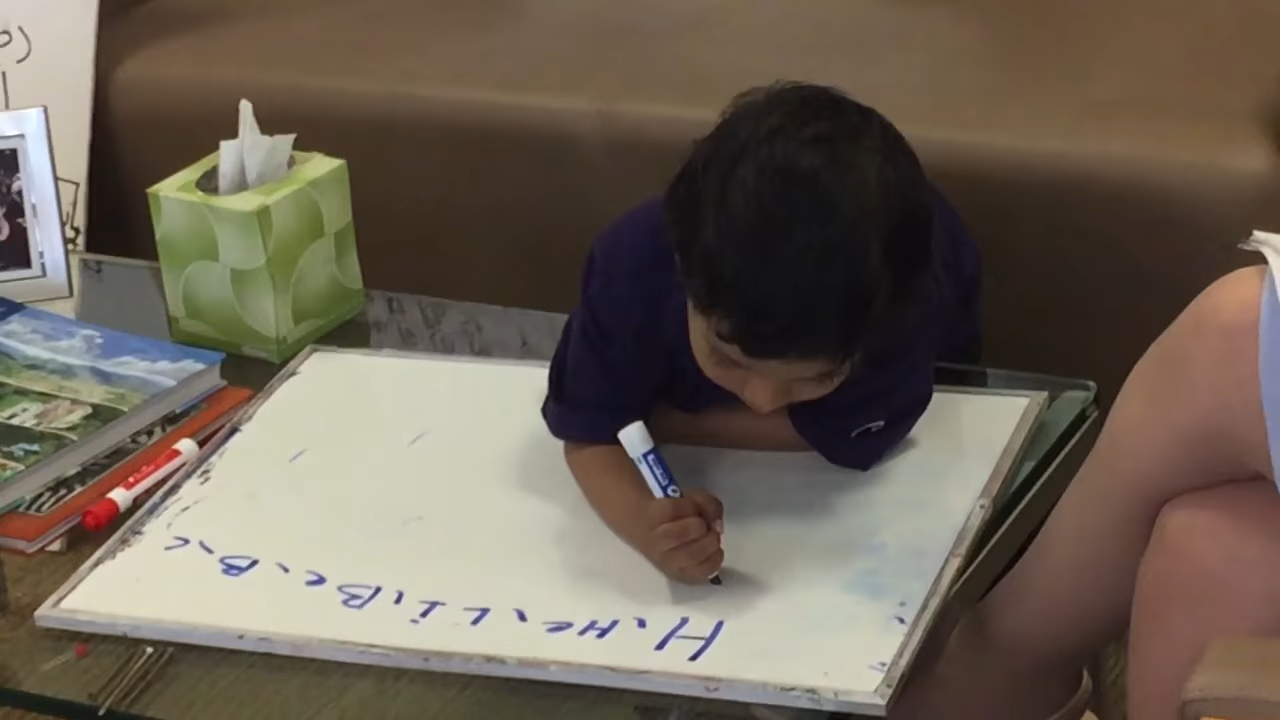 H, He, Li, Be, B, C